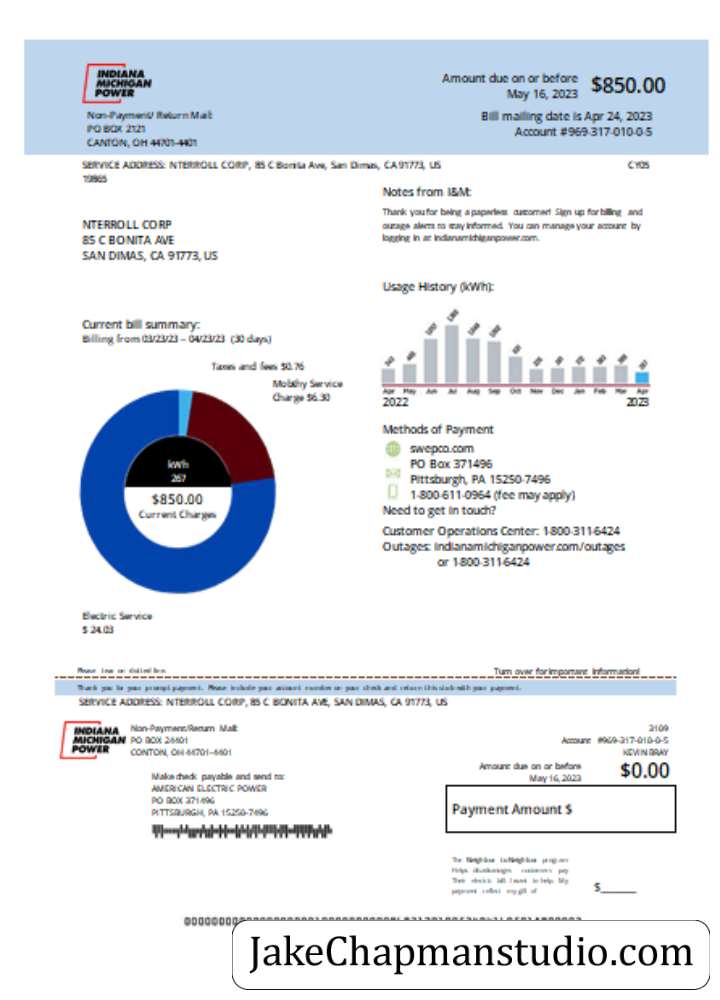 INDIANA
MICHIGAN
POWER
Amount due on or before
May 16, 2023
$850.00
Non-Payment/ Return Mail:
PO BOX 2121
CANTON, OH 44701-4401
Bill mailing date is Apr 24, 2023
Account #969-317-010-0-5
SERVICE ADDRESS: NTERROLL CORP, 85 C Bonita Ave, San Dimas, CA 91773, US
CY05
19865
Notes from I&M:
Thank you for being a paperless customer! Sign up for billing and
outage alerts to stay informed. You can manage your account by
logging in at indianamichiganpower.com.
NTERROLL CORP
85 C BONITA AVE
SAN DIMAS, CA 91773, US
Usage History (kWh):
Apr May Jun Jul Aug Sep Oct Nov Dec Jan Feb Mar Apr
2022
2023
Current bill summary:
Billing from 03/23/23 – 04/23/23 (30 days)
Taxes and fees $0.76
Service
Charge $6.30
kWh
267
$850.00
Current Charges
Electric Service
$ 24.03
Methods of Payment
swepco.com
PO Box 371496
Pittsburgh, PA 15250-7496
1-800-611-0964 (fee may apply)
Need to get in touch?
Customer Operations Center: 1-800-311-6424
Outages: indianamichiganpower.com/outages
or 1-800-311-6424
Please tear on dotted line
Turn over for important information!
Thank you for your prompt payment. Please include your account number on your check and return this stub with your payment.
SERVICE ADDRESS: NTERROLL CORP, 85 C BONITA AVE, SAN DIMAS, CA 91773, US
INDIANA
MICHIGAN
POWER
Non-Payment/Return Mail:
PO BOX 24401
CONTON, OH 44701-4401
Make check payable and send to:
AMERICAN ELECTRIC POWER
PO BOX 371496
PITTSBURGH, PA 15250-7496
3109
Account #969-317-010-0-5
KEVIN BRAY
Amount due on or before
May 16, 2023
$0.00
Payment Amount $
The Neighbor to Neighbor program
Helps disadvantages customers pay
Their electric bill I want to help. My
payment reflect my gift of
$______
JakeChapmanstudio.com